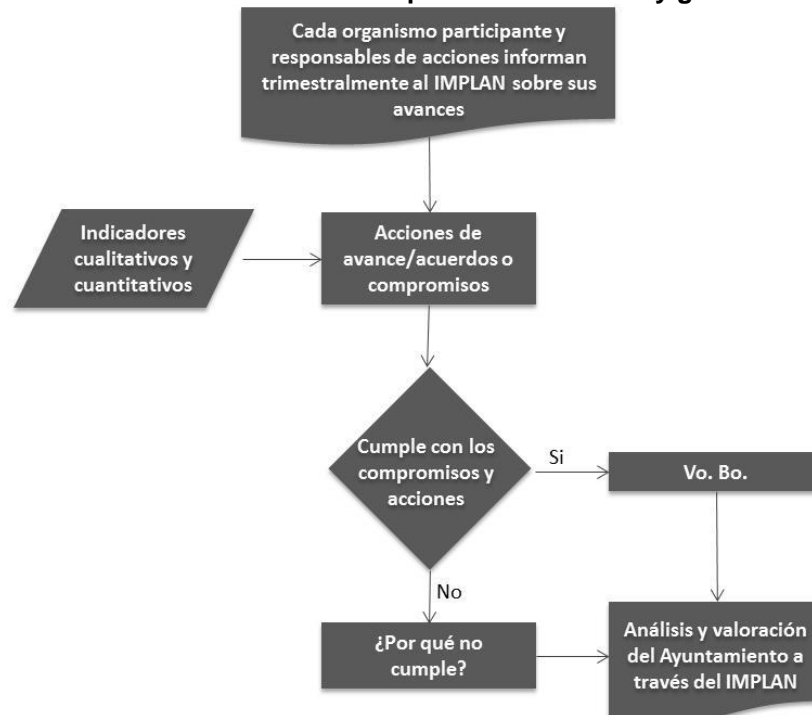 Cada organismo participante y
responsables de acciones informan
trimestralmente al IMPLAN sobre sus
avances
Indicadores
cualitativos y
cuantitativos
Acciones de
avance/acuerdos o
compromisos
Cumple con los
compromisos y
acciones
Si
Vo. Bo.
No
¿Por qué no
cumple?
Análisis y valoración
del Ayuntamiento a
través del IMPLAN